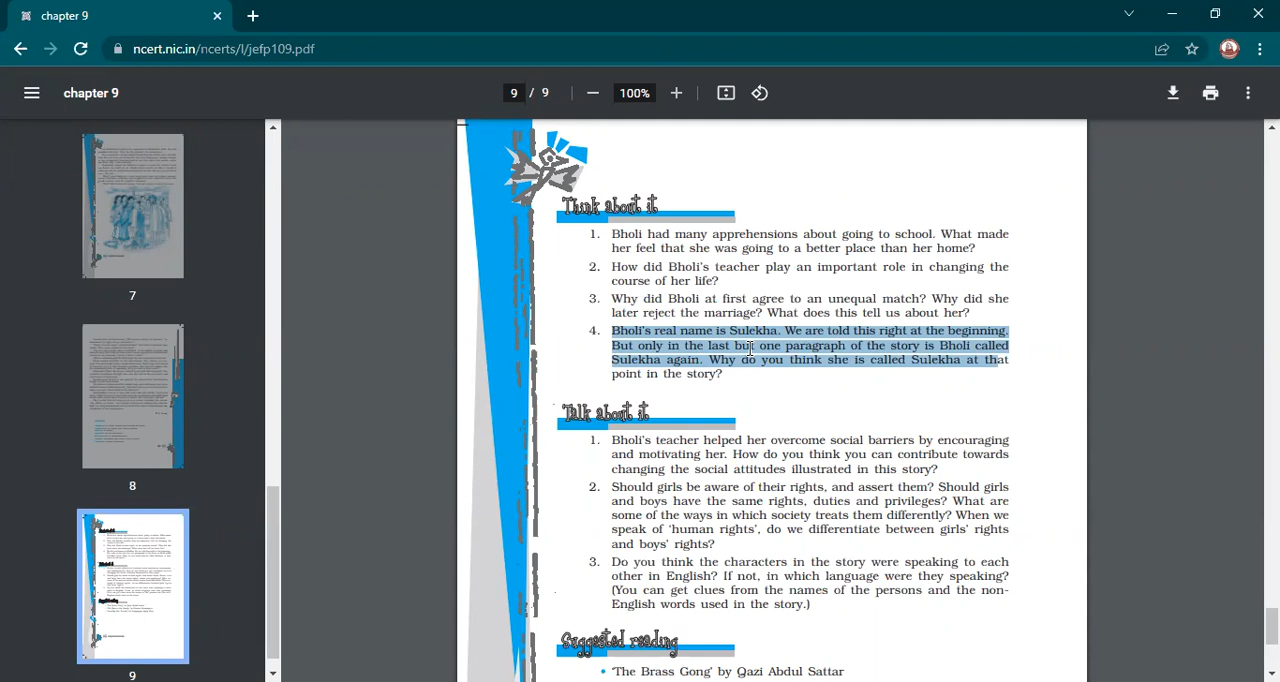 chapter 9
ncert.nic.in/ncerts/l/jefp109.pdf
chapter 9
9 / 9
100%
7
8
9
Think about it
1. Bholi had many apprehensions about going to school. What made
her feel that she was going to a better place than her home?
2. How did Bholi's teacher play an important role in changing the
course of her life?
3. Why did Bholi at first agree to an unequal match? Why did she
later reject the marriage? What does this tell us about her?
4. Bholi's real name is Sulekha. We are told this right at the beginning.
But only in the last but one paragraph of the story is Bholi called
Sulekha again. Why do you think she is called Sulekha at that
point in the story?
Talk about it
1. Bholi's teacher helped her overcome social barriers by encouraging
and motivating her. How do you think you can contribute towards
changing the social attitudes illustrated in this story?
2. Should girls be aware of their rights, and assert them? Should girls
and boys have the same rights, duties and privileges? What are
some of the ways in which society treats them differently? When we
speak of 'human rights', do we differentiate between girls' rights
and boys' rights?
3. Do you think the characters in the story were speaking to each
other in English? If not, in which language were they speaking?
(You can get clues from the names of the persons and the non-
English words used in the story.)
Suggested reading
• 'The Brass Gong' by Qazi Abdul Sattar